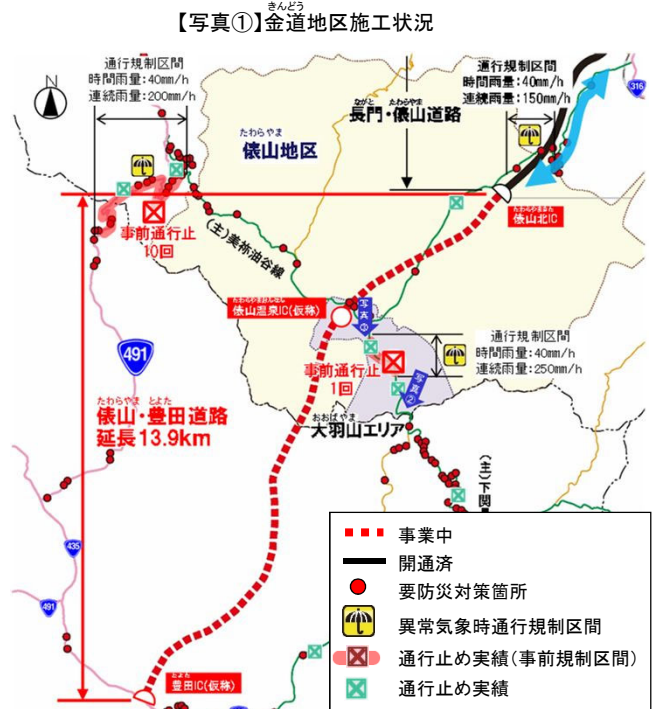 きんどう
【写真①】金道地区施工状況
通行規制区間
時間雨量:40mm/h
連続雨量:200mm/h
N
たわらやま
俵山地区
ながと たわらやま
長門・俵山道路
通行規制区間
時間雨量:40mm/h
連続雨量:150mm/h
316
たわらやまきた
俵山北IC
事前通行止
10回
(主)美祢油谷線
たわらやまおんせん
俵山温泉IC(仮称)
写真①
通行規制区間
時間雨量:40mm/h
連続雨量:250mm/h
事前通行止
1回
写真②
おおばやま
大羽山エリア
491
たわらやま とよた
俵山・豊田道路
延長13.9km
(主)下関
435
491
とよた
豊田IC(仮称)
事業中
開通済
要防災対策箇所
異常気象時通行規制区間
通行止め実績(事前規制区間)
通行止め実績